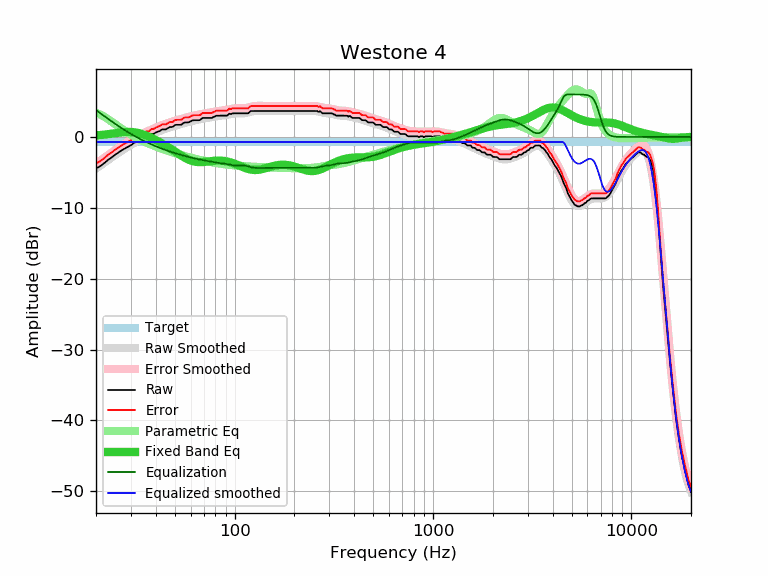 Westone 4
Amplitude (dBr)
0
−10
−20
−30
−40
−50
Target
Raw Smoothed
Error Smoothed
Raw
Error
Parametric Eq
Fixed Band Eq
Equalization
Equalized smoothed
100
1000
10000
Frequency (Hz)